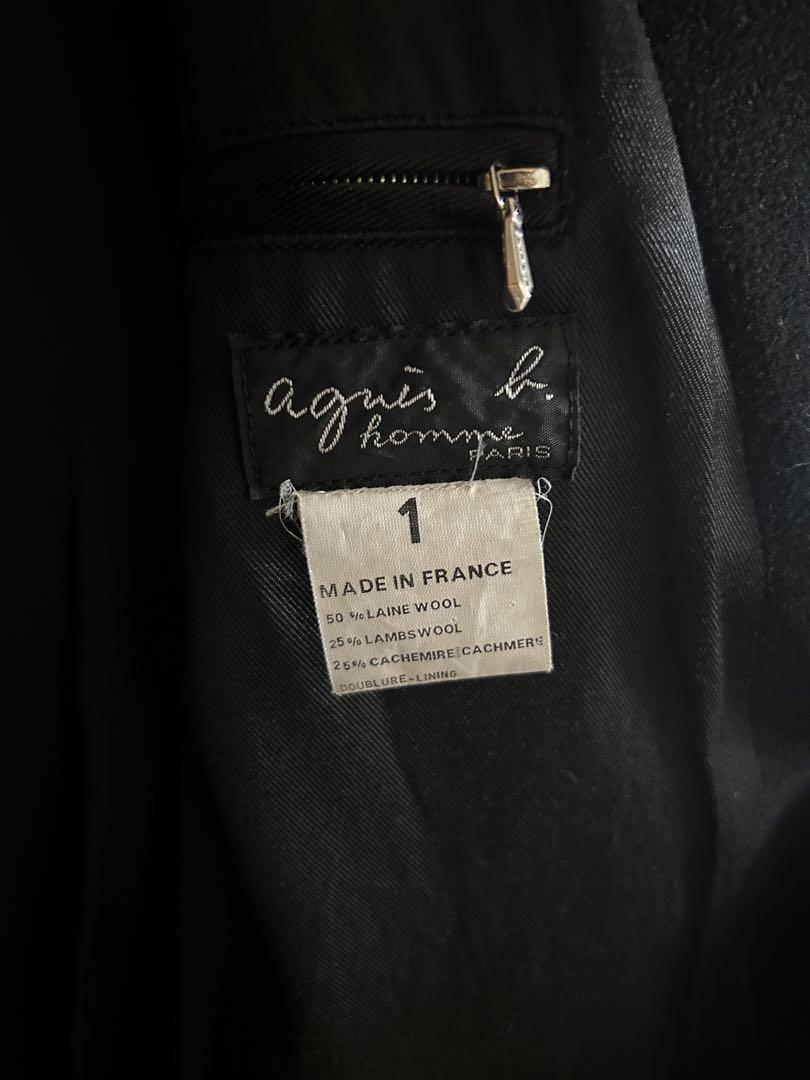 agnès b.
homme
PARIS
1
MADE IN FRANCE
50 % LAINE WOOL
25% LAMBSWOOL
25% CACHEMIRE CACHMERE
DOUBLURE-LINING